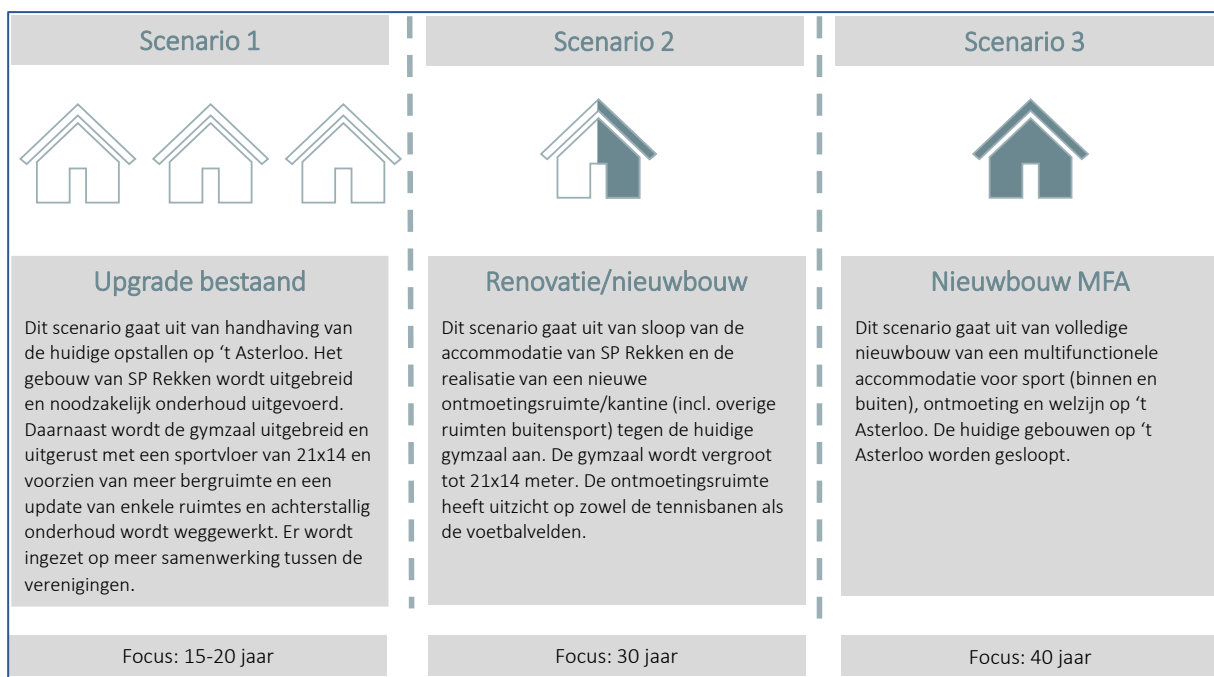 Scenario 1
Upgrade bestaand
Dit scenario gaat uit van handhaving van
de huidige opstallen op ‘t Asterloo. Het
gebouw van SP Rekken wordt uitgebreid
en noodzakelijk onderhoud uitgevoerd.
Daarnaast wordt de gymzaal uitgebreid en
uitgerust met een sportvloer van 21x14 en
voorzien van meer bergruimte en een
update van enkele ruimtes en achterstallig
onderhoud wordt weggewerkt. Er wordt
ingezet op meer samenwerking tussen de
verenigingen.
Focus: 15-20 jaar
Scenario 2
Renovatie/nieuwbouw
Dit scenario gaat uit van sloop van de
accommodatie van SP Rekken en de
realisatie van een nieuwe
ontmoetingsruimte/kantine (incl. overige
ruimten buitensport) tegen de huidige
gymzaal aan. De gymzaal wordt vergroot
tot 21x14 meter. De ontmoetingsruimte
heeft uitzicht op zowel de tennisbanen als
de voetbalvelden.
Focus: 30 jaar
Scenario 3
Nieuwbouw MFA
Dit scenario gaat uit van volledige
nieuwbouw van een multifunctionele
accommodatie voor sport (binnen en
buiten), ontmoeting en welzijn op ‘t
Asterloo. De huidige gebouwen op ‘t
Asterloo worden gesloopt.
Focus: 40 jaar